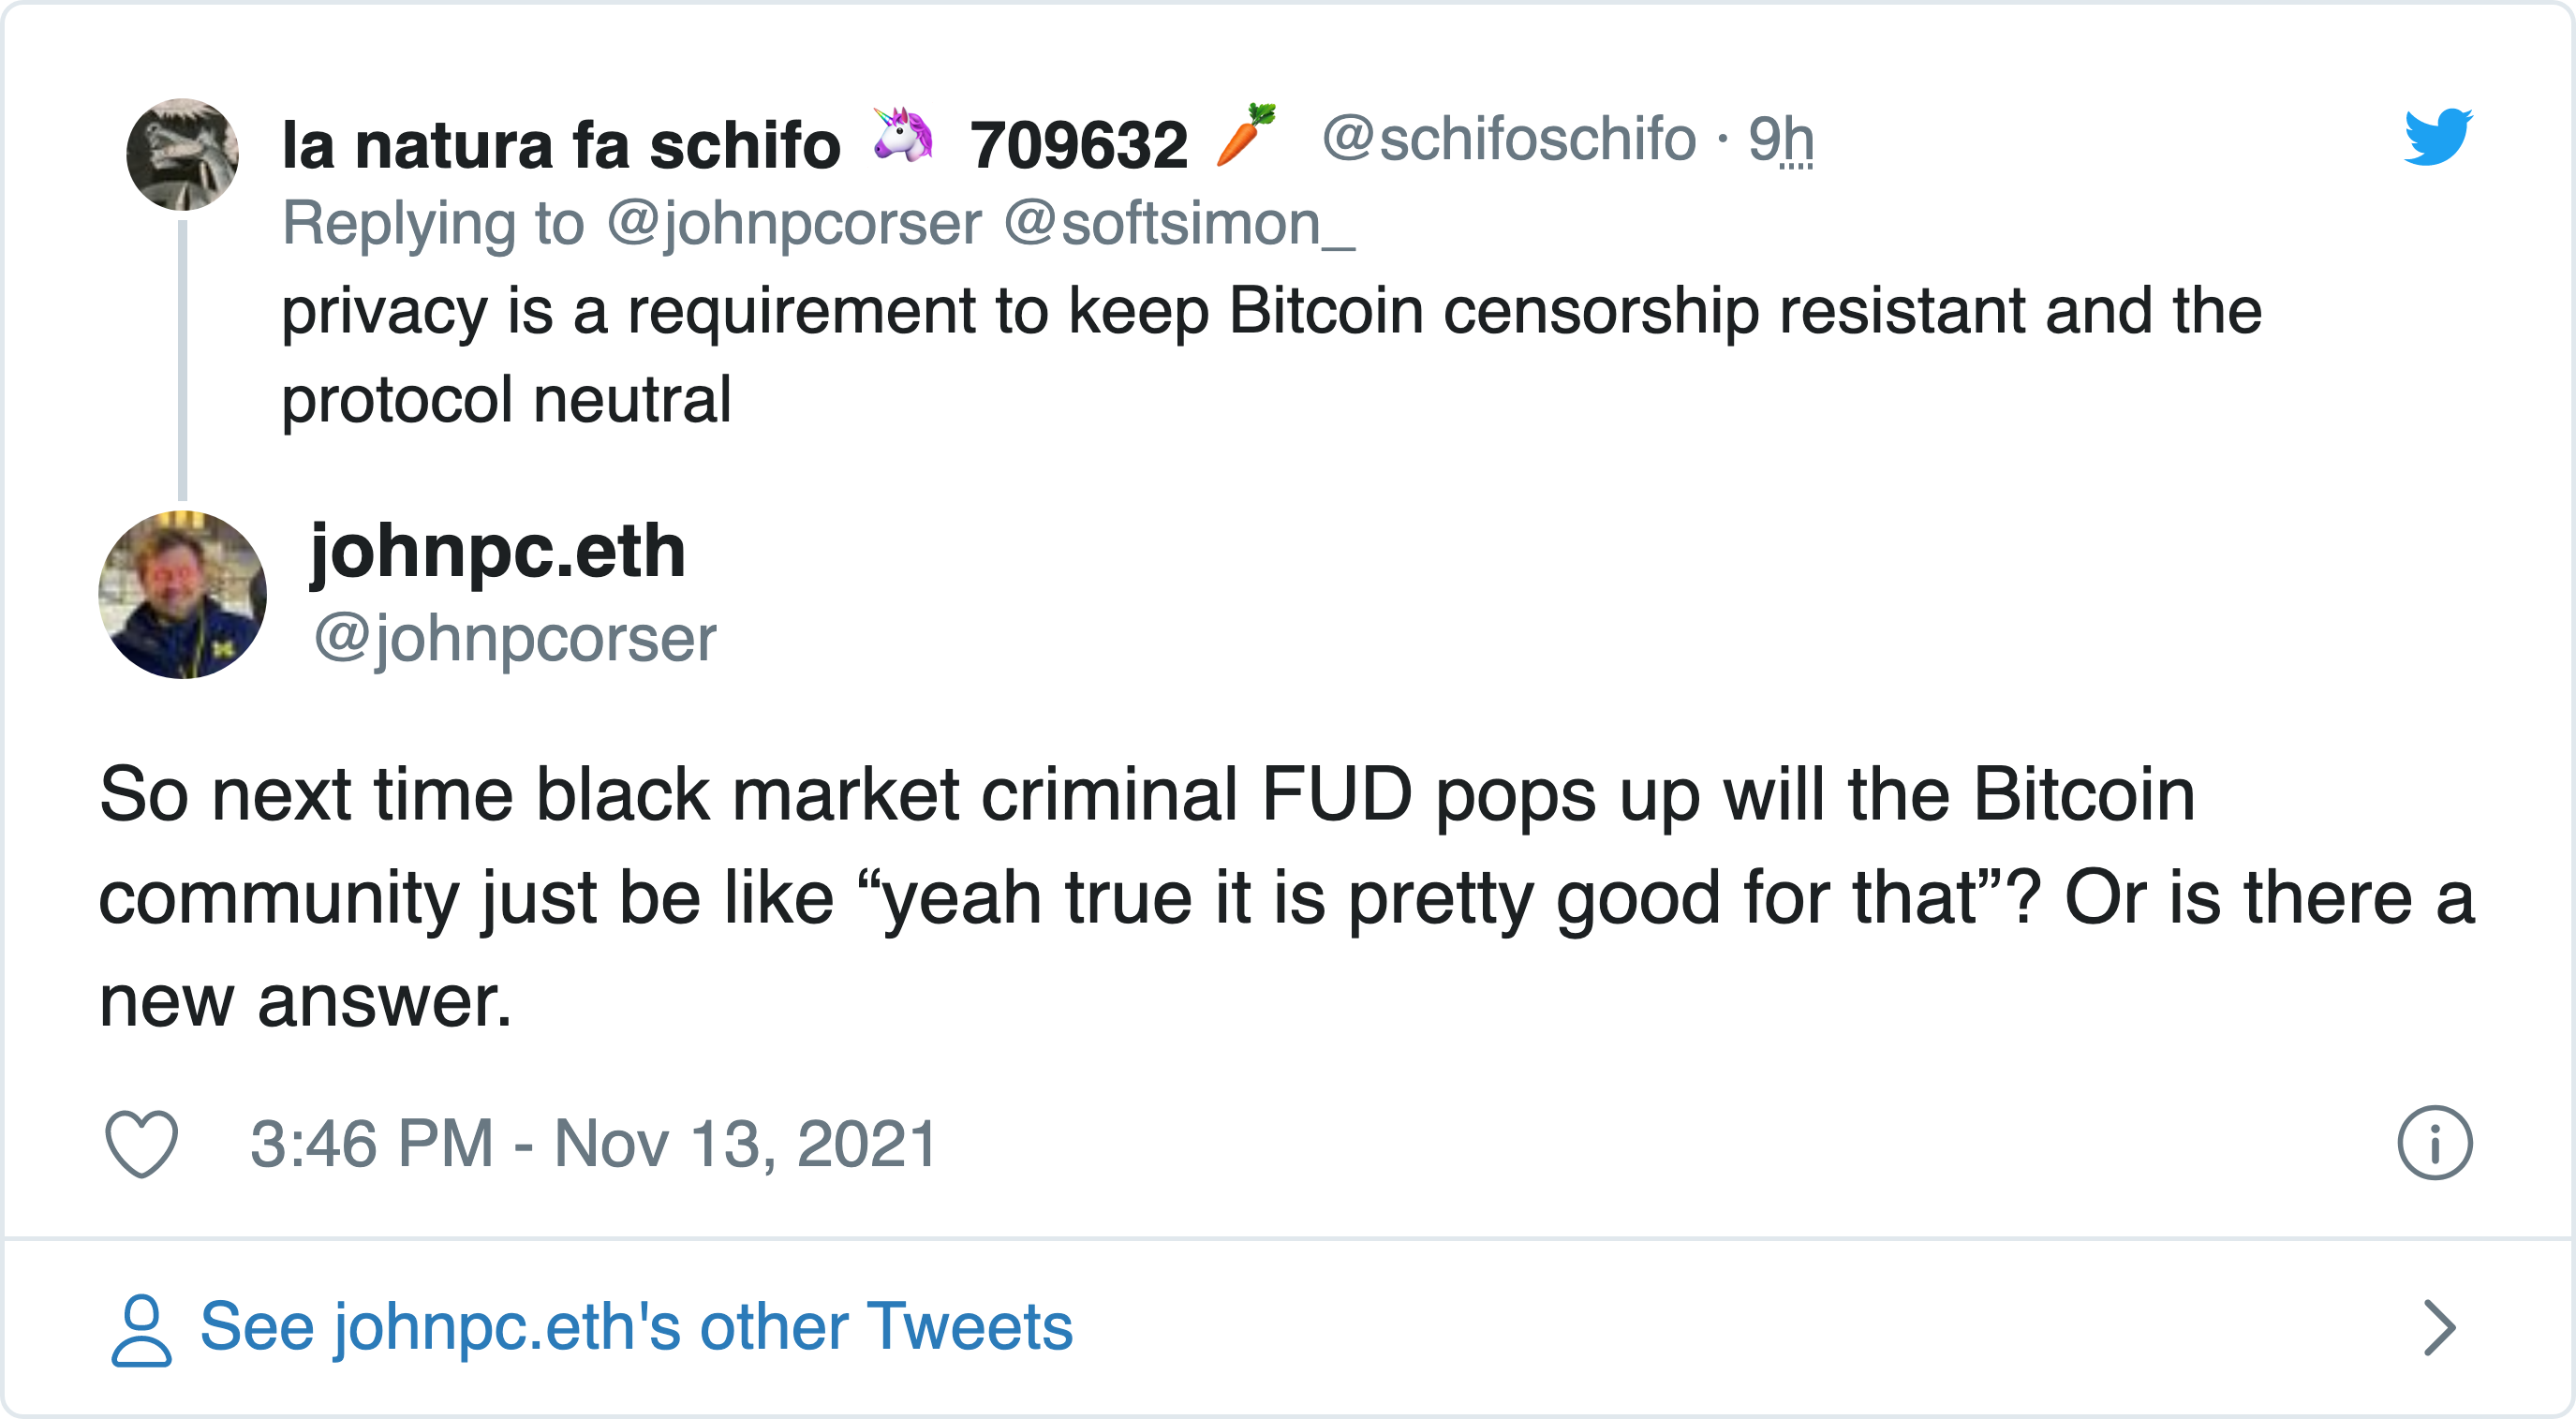 la natura fa schifo 🦄 709632 🥕 @schifoschifo · 9h
Replying to @johnpcorser @softsimon_
privacy is a requirement to keep Bitcoin censorship resistant and the
protocol neutral
johnpc.eth
@johnpcorser
So next time black market criminal FUD pops up will the Bitcoin
community just be like “yeah true it is pretty good for that”? Or is there a
new answer.
3:46 PM - Nov 13, 2021
See johnpc.eth's other Tweets